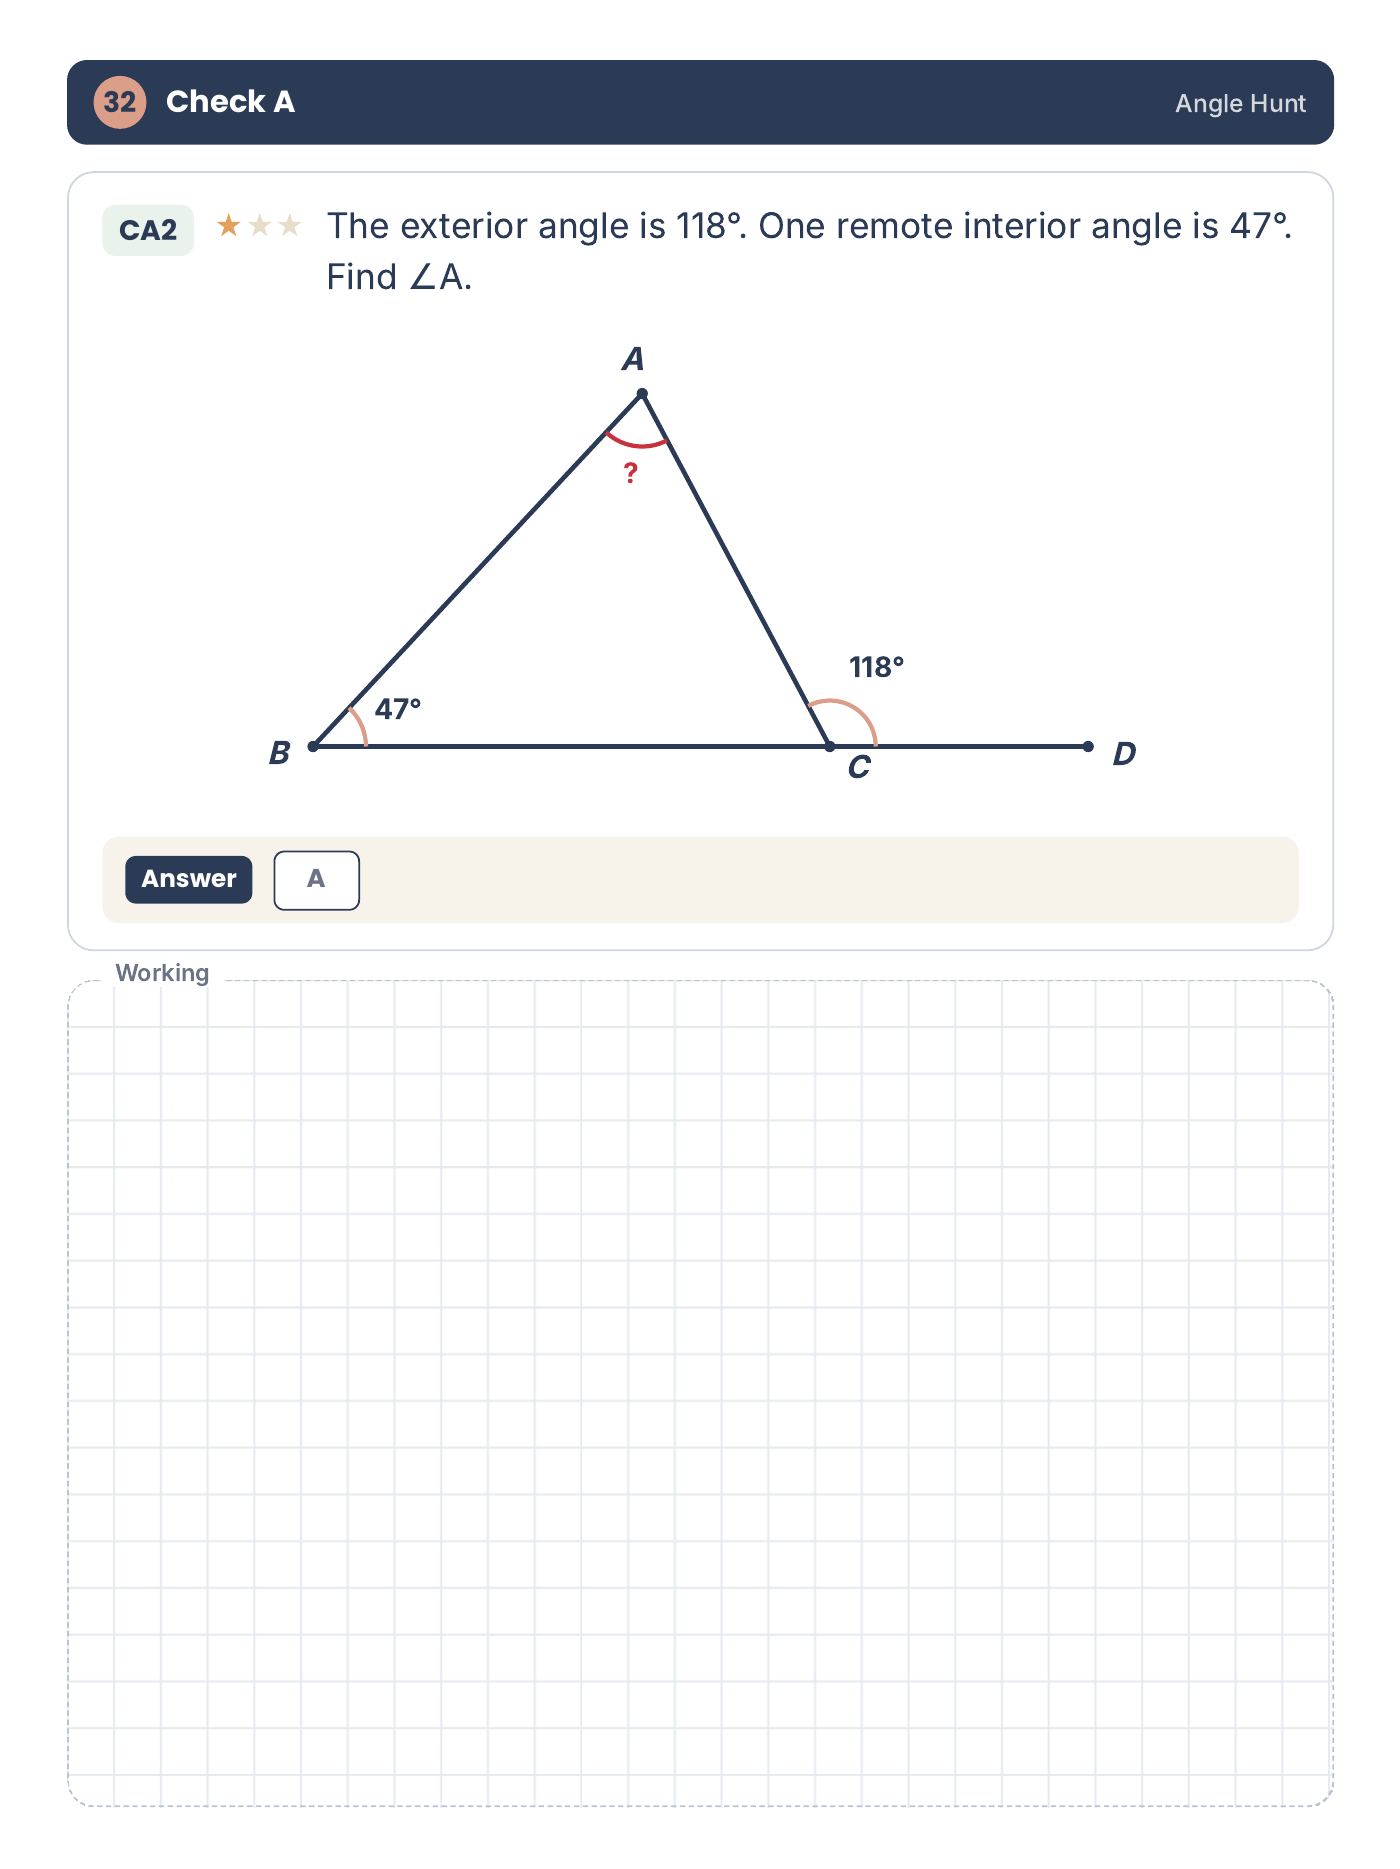 32 Check A
Angle Hunt
CA2 ★★★ The exterior angle is 118°. One remote interior angle is 47°.
Find ∠A.
A
?
118°
47°
B
C
D
Answer A
Working